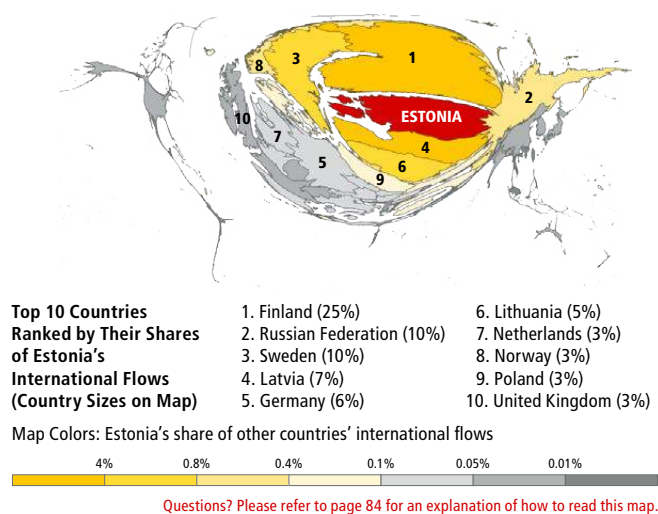 1
3
8
2
ESTONIA
10
7
4
5
6
9
Top 10 Countries
Ranked by Their Shares
of Estonia's
International Flows
(Country Sizes on Map)
1. Finland (25%)
2. Russian Federation (10%)
3. Sweden (10%)
4. Latvia (7%)
5. Germany (6%)
6. Lithuania (5%)
7. Netherlands (3%)
8. Norway (3%)
9. Poland (3%)
10. United Kingdom (3%)
Map Colors: Estonia's share of other countries' international flows
4% 0.8% 0.4% 0.1% 0.05% 0.01%
Questions? Please refer to page 84 for an explanation of how to read this map.